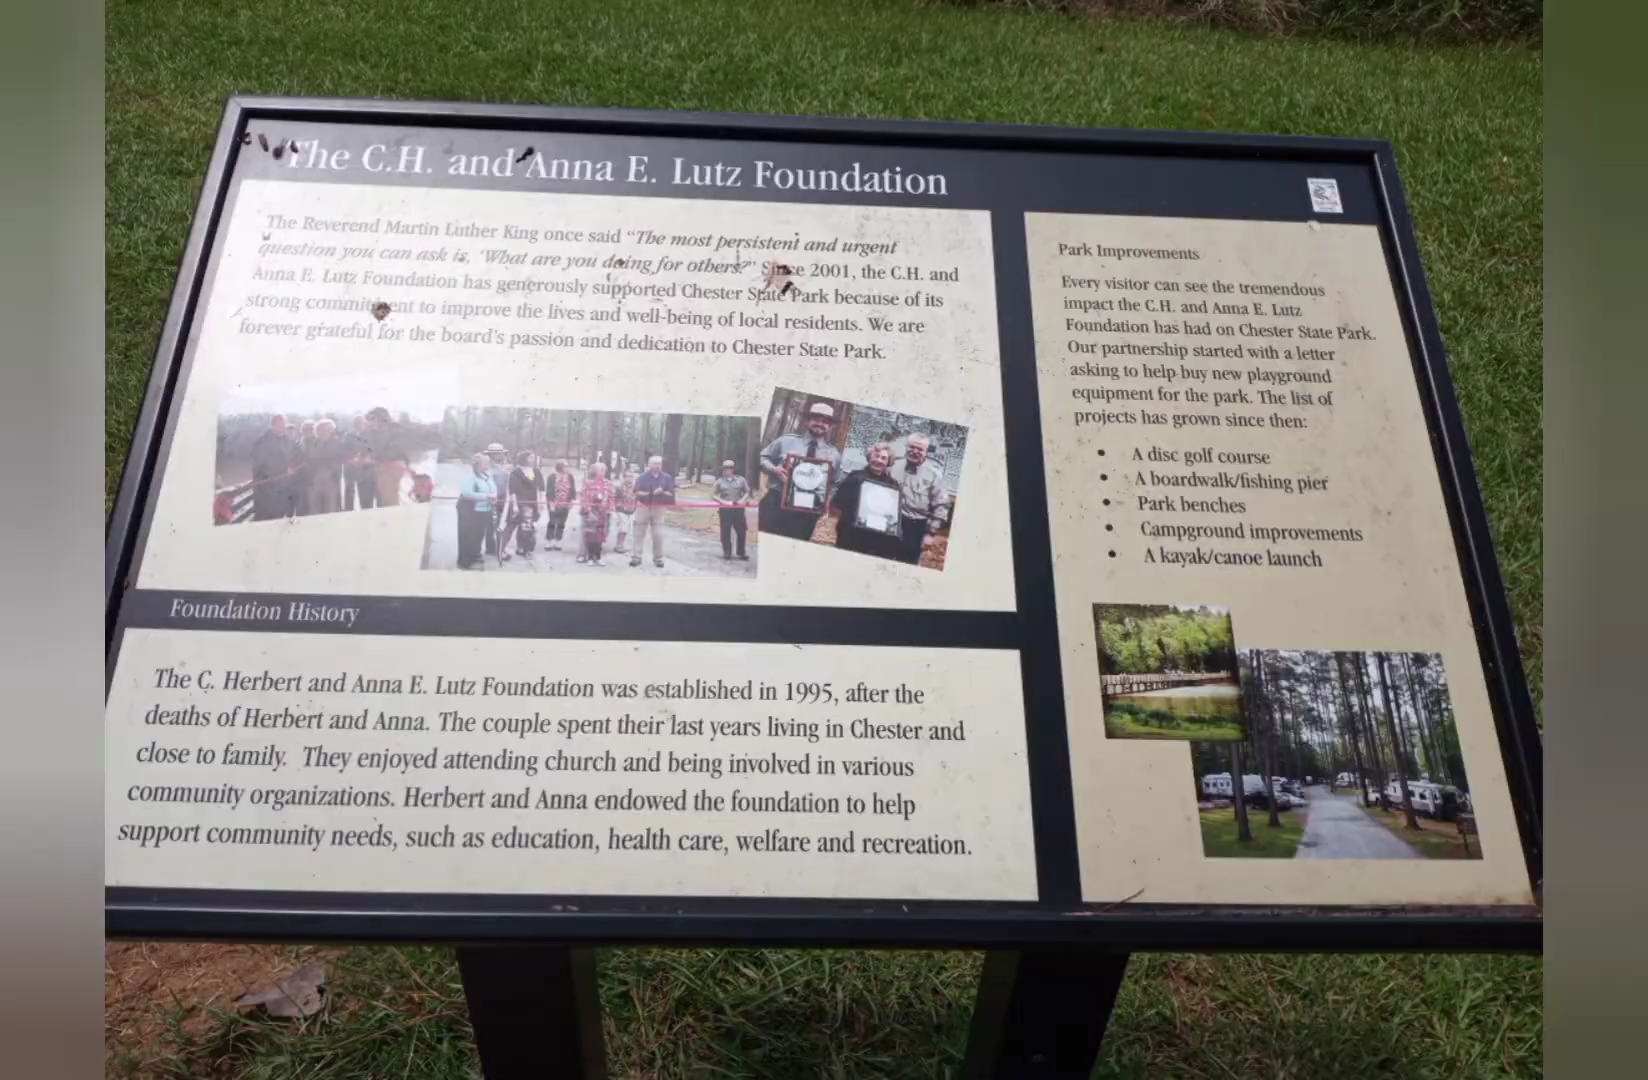 The C.H. and Anna E. Lutz Foundation
The Reverend Martin Luther King once said “The most persistent and urgent
question you can ask is, ‘What are you doing for others?’” Since 2001, the C.H. and
Anna E. Lutz Foundation has generously supported Chester State Park because of its
strong commitment to improve the lives and well-being of local residents. We are
forever grateful for the board’s passion and dedication to Chester State Park.
Foundation History
The C. Herbert and Anna E. Lutz Foundation was established in 1995, after the
deaths of Herbert and Anna. The couple spent their last years living in Chester and
close to family. They enjoyed attending church and being involved in various
community organizations. Herbert and Anna endowed the foundation to help
support community needs, such as education, health care, welfare and recreation.
Park Improvements
Every visitor can see the tremendous
impact the C.H. and Anna E. Lutz
Foundation has had on Chester State Park.
Our partnership started with a letter
asking to help buy new playground
equipment for the park. The list of
projects has grown since then:
• A disc golf course
• A boardwalk/fishing pier
• Park benches
• Campground improvements
• A kayak/canoe launch